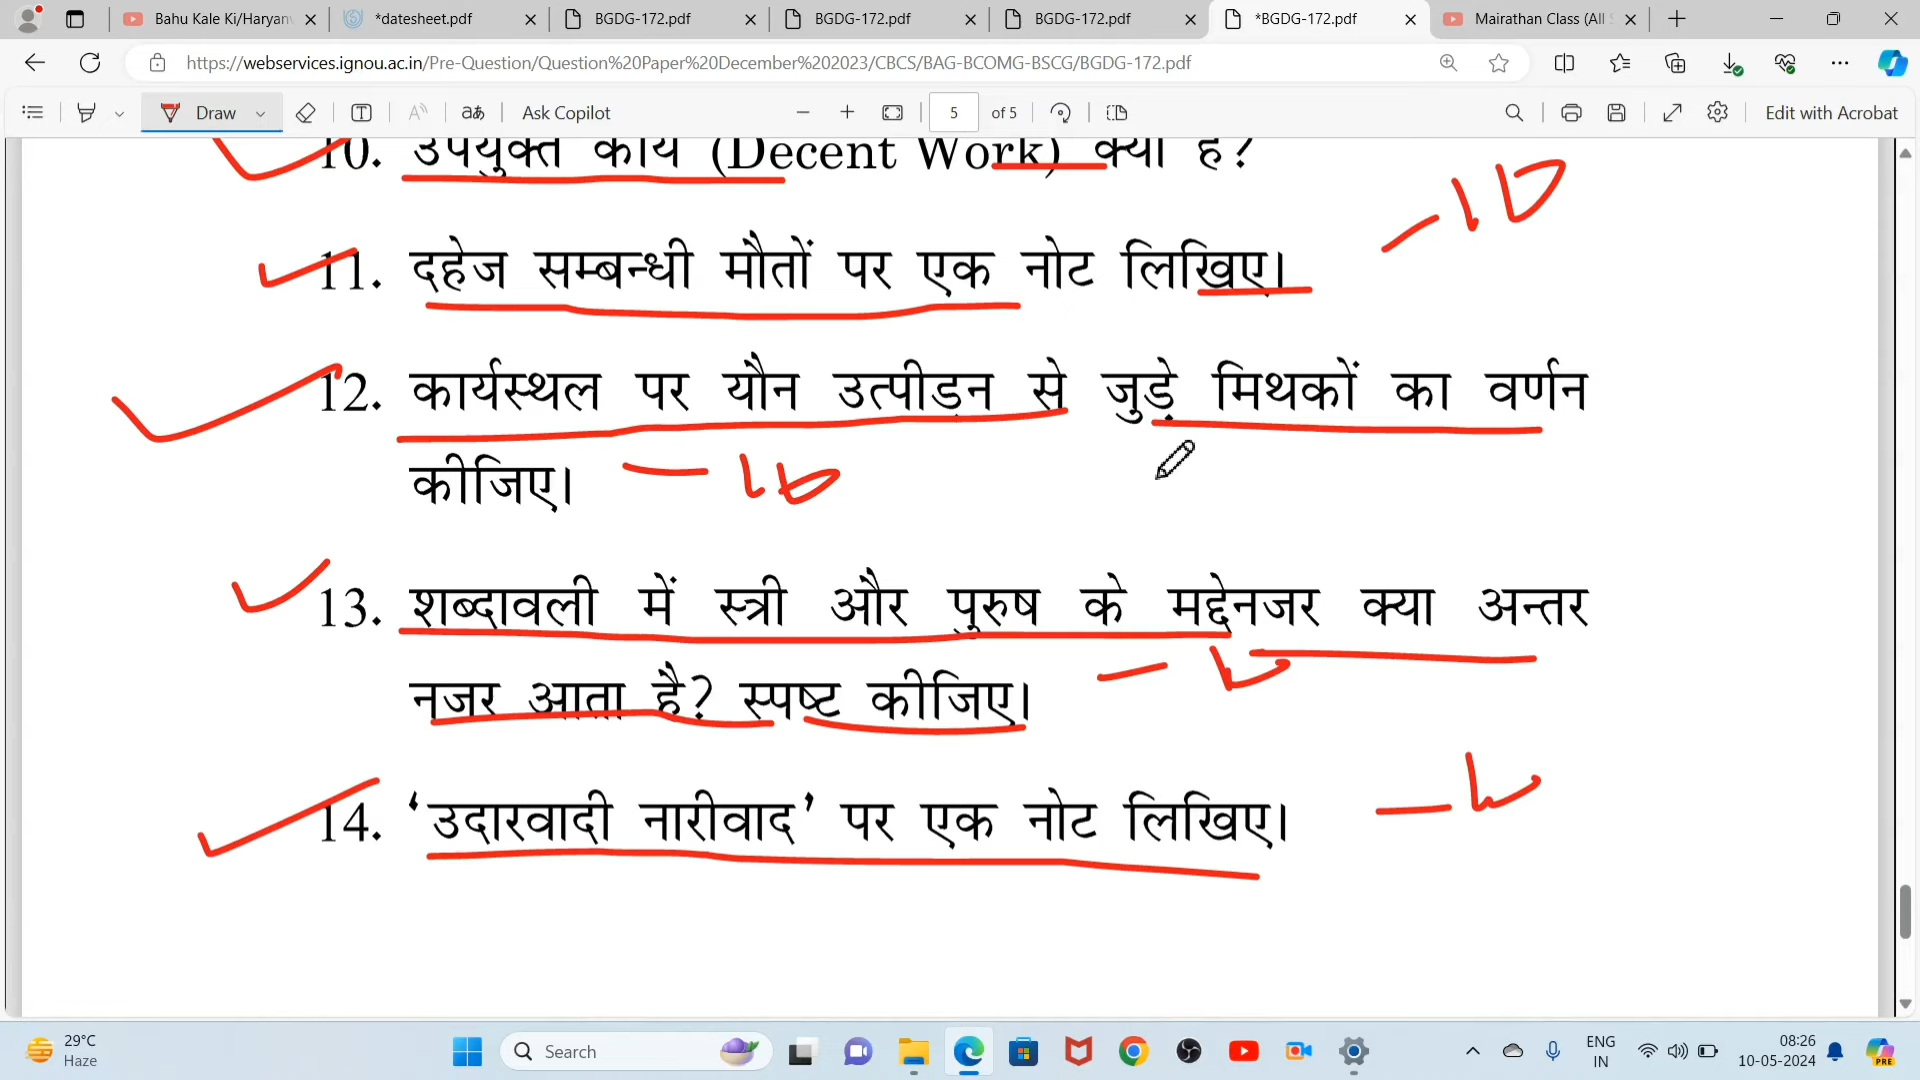 Bahu Kale Ki/Haryan
*datesheet.pdf
BGDG-172.pdf
BGDG-172.pdf
BGDG-172.pdf
*BGDG-172.pdf
Mairathan Class (All
https://webservices.ignou.ac.in/Pre-Question/Question%20Paper%20December%202023/CBCS/BAG-BCOMG-BSCG/BGDG-172.pdf
Draw
Ask Copilot
5 of 5
Edit with Acrobat
10. उपयुक्त कार्य (Decent Work) क्या है?
11. दहेज सम्बन्धी मौतों पर एक नोट लिखिए।
12. कार्यस्थल पर यौन उत्पीड़न से जुड़े मिथकों का वर्णन
कीजिए।
13. शब्दावली में स्त्री और पुरुष के मद्देनजर क्या अन्तर
नजर आता है? स्पष्ट कीजिए।
14. ‘उदारवादी नारीवाद’ पर एक नोट लिखिए।
29°C
Haze
Search
ENG
IN
08:26
10-05-2024
PRE